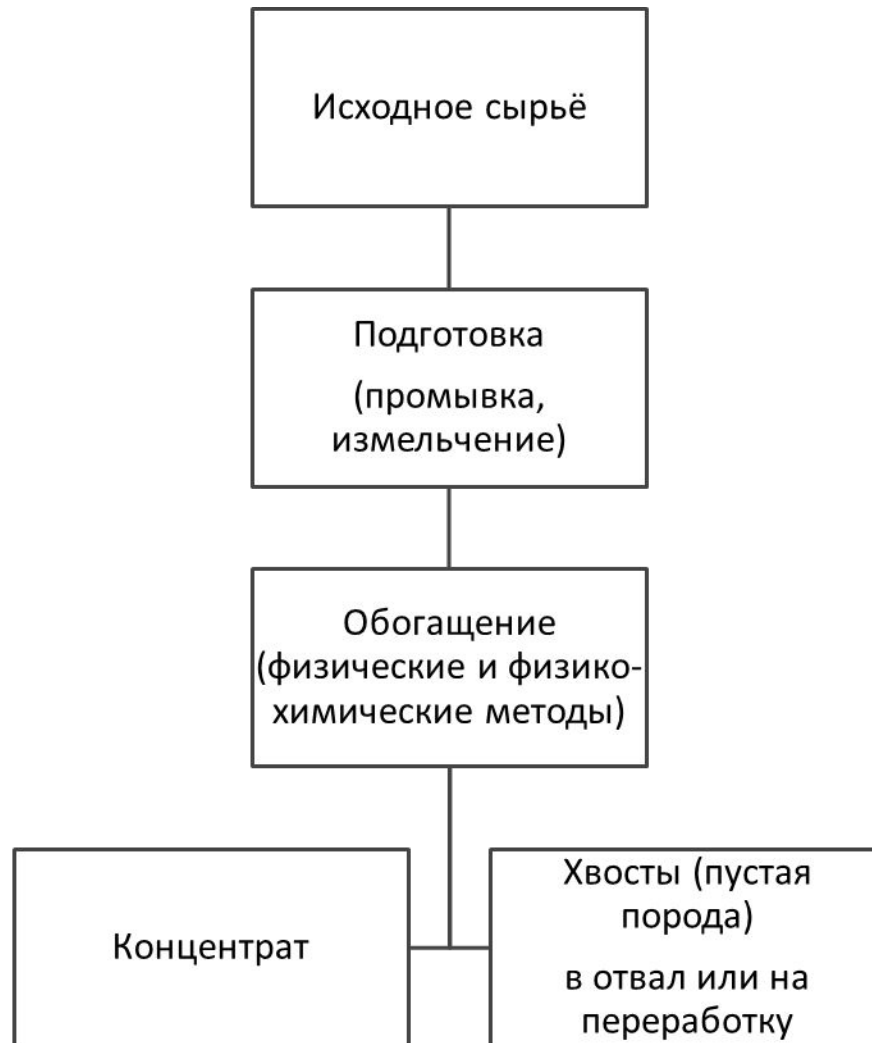 Исходное сырьё
Подготовка
(промывка,
измельчение)
Обогащение
(физические и физико-
химические методы)
Концентрат
Хвосты (пустая
порода)
в отвал или на
переработку